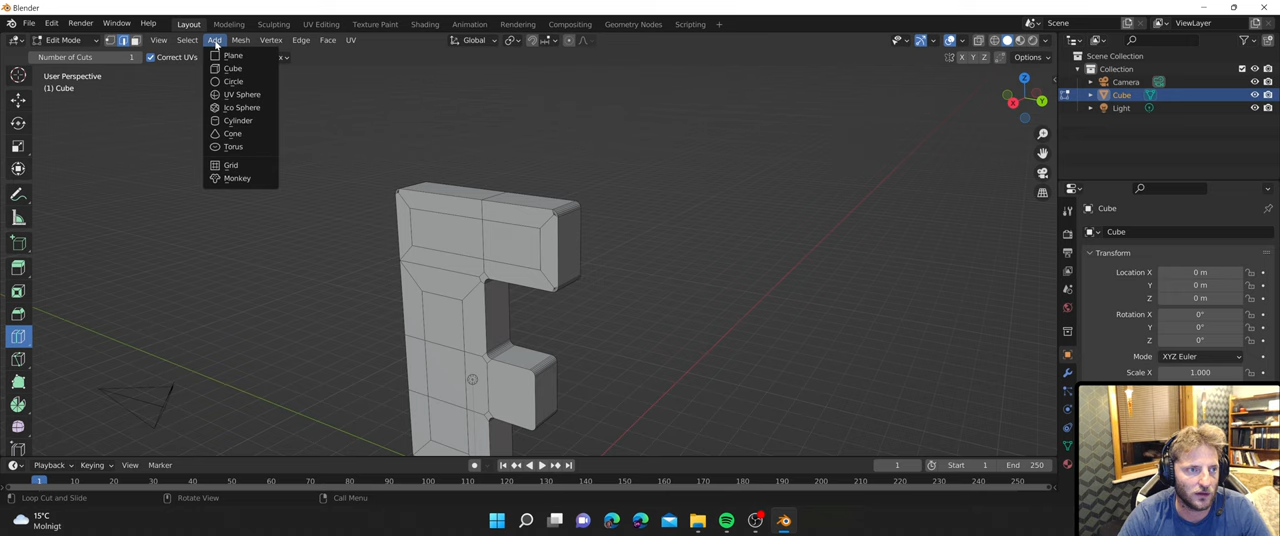 Blender
File Edit Render Window Help Layout Modeling Sculpting UV Editing Texture Paint Shading Animation Rendering Compositing Geometry Nodes Scripting + Scene ViewLayer
Edit Mode View Select Add Mesh Vertex Edge Face UV Global
Number of Cuts 1 Correct UVs X Y Z Options
User Perspective
(1) Cube
Plane
Cube
Circle
UV Sphere
Ico Sphere
Cylinder
Cone
Torus
Grid
Monkey
Z
X Y
Scene Collection
Collection
Camera
Cube
Light
Cube
Cube
Transform
Location X 0 m
Y 0 m
Z 0 m
Rotation X 0°
Y 0°
Z 0°
Mode XYZ Euler
Scale X 1.000
Playback Keying View Marker 1 Start 1 End 250
1 10 20 30 40 50 60 70 80 90 100 110 120 130 140 150 160 170 180 190 200 210 220 230 240 250
Loop Cut and Slide Rotate View Call Menu
15°C
Molnigt